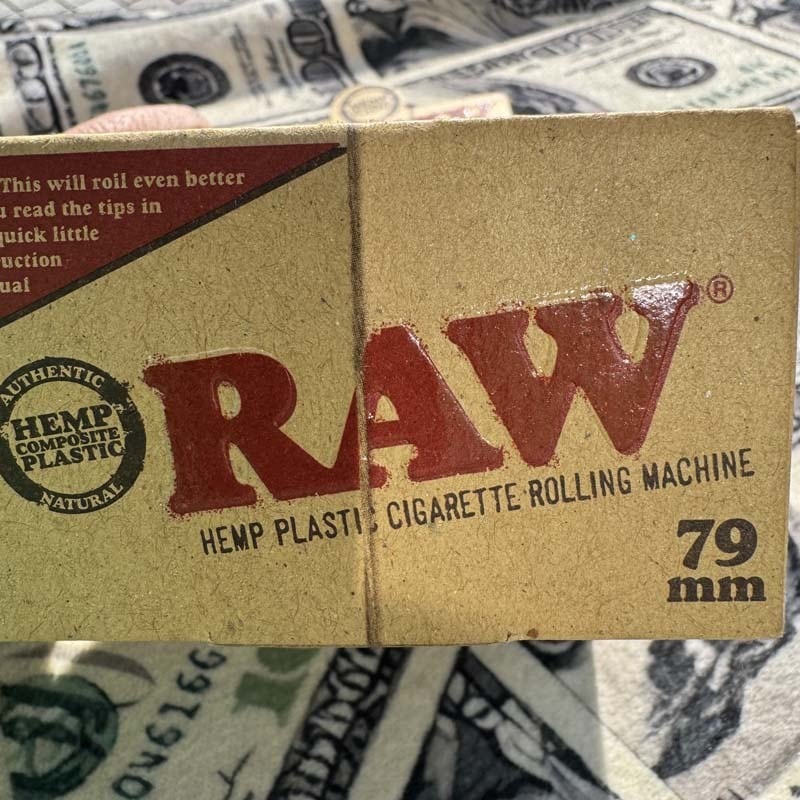 This will roll even better
u read the tips in
quick little
uction
ual
AUTHENTIC
HEMP
COMPOSITE
PLASTIC
NATURAL
RAW®
HEMP PLASTIC CIGARETTE ROLLING MACHINE
79
mm